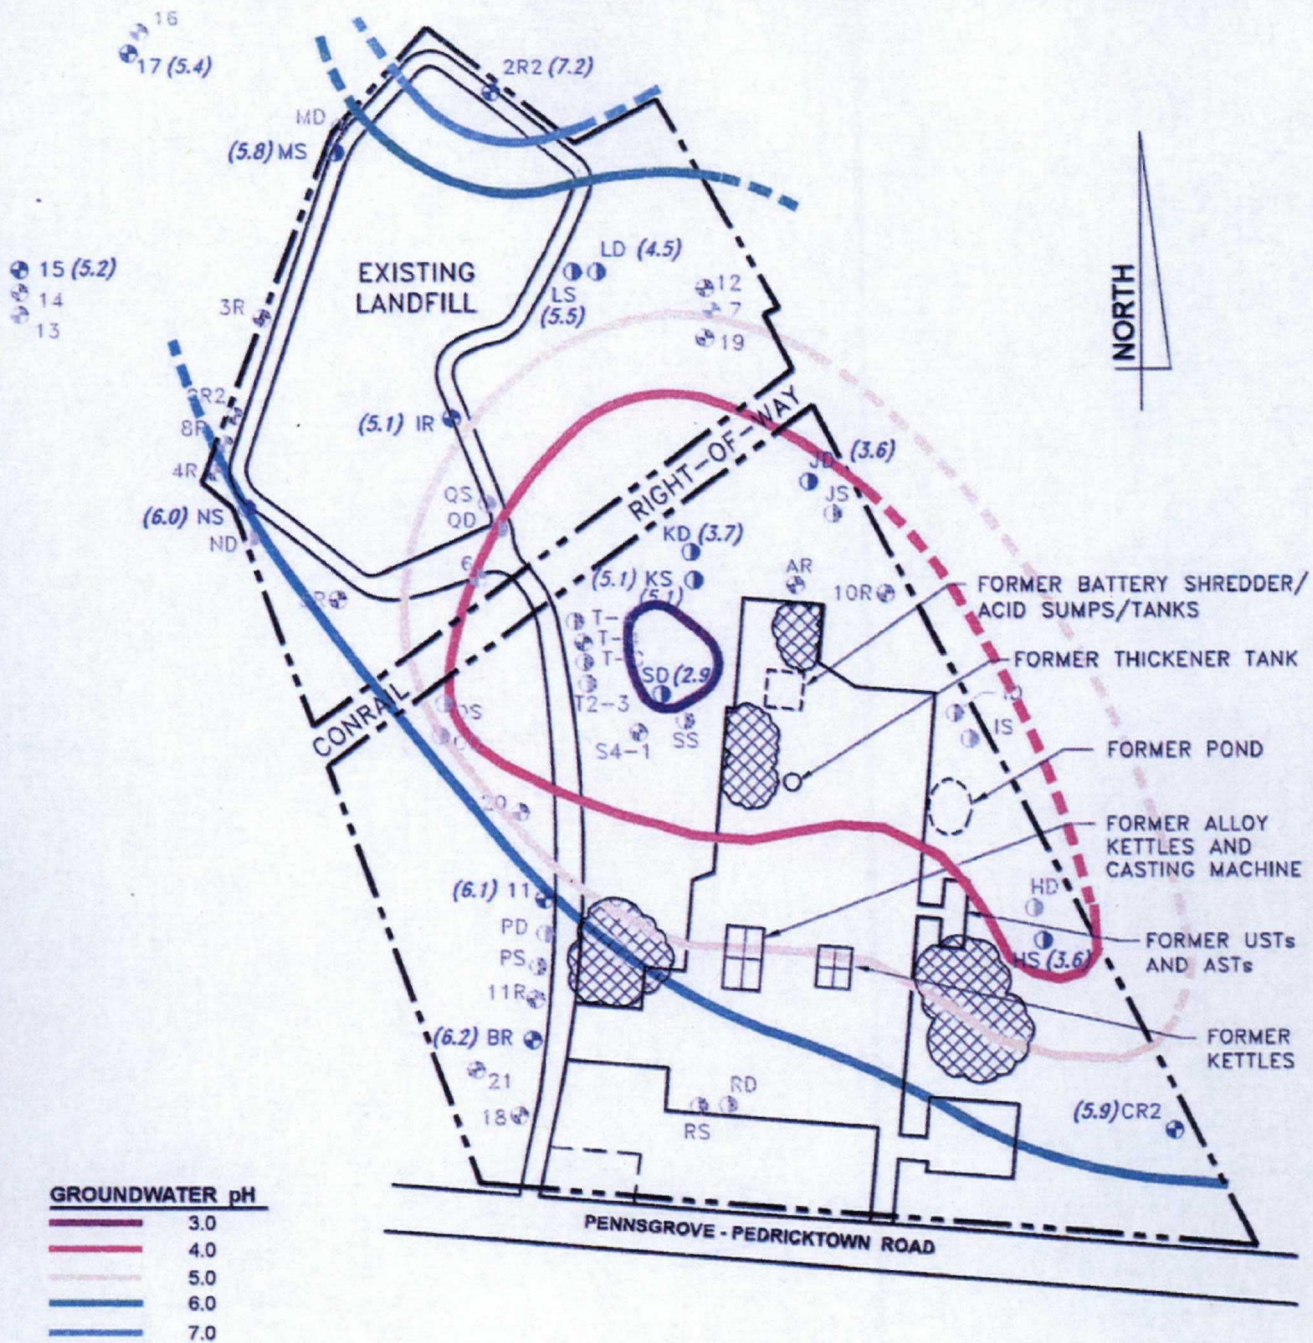 16
17 (5.4)
2R2 (7.2)
MD
(5.8) MS
15 (5.2)
14
13
EXISTING
LANDFILL
LD (4.5)
LS
(5.5)
12
7
19
3R
NORTH
8R
4R
(5.1) IR
CONRAIL RIGHT-OF-WAY
JD (3.6)
JS
QS
QD
(6.0) NS
ND
KD (3.7)
(5.1) KS
(5.1)
AR
10R
6
FORMER BATTERY SHREDDER/
ACID SUMPS/TANKS
FORMER THICKENER TANK
SD (2.9
T2-3
SS
S4-1
OS
IS
FORMER POND
20
FORMER ALLOY
KETTLES AND
CASTING MACHINE
(6.1) 11
PD
PS
11R
HD
HS (3.6)
FORMER USTs
AND ASTs
FORMER
KETTLES
(6.2) BR
21
18
RD
RS
(5.9) CR2
PENNSGROVE - PEDRICKTOWN ROAD
GROUNDWATER pH
3.0
4.0
5.0
6.0
7.0